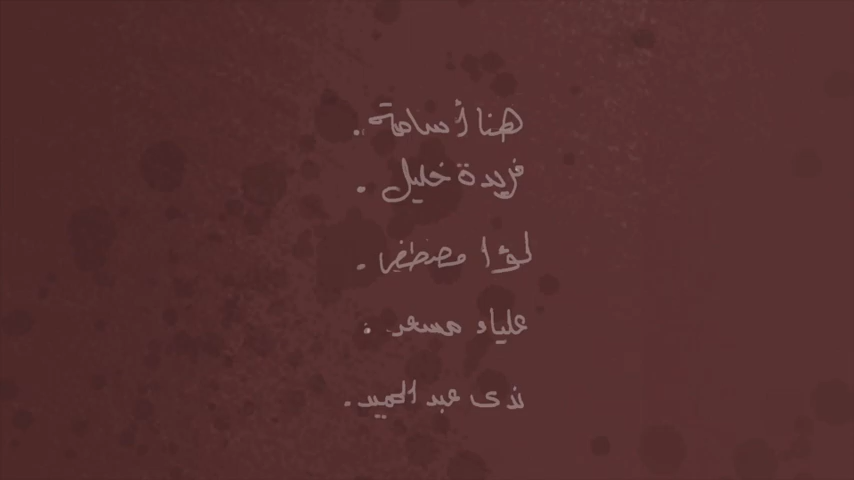 هنا أسامة.
فريدة خليل.
لؤا مصطفى.
علياء مسعد.
ندى عبد الحميد.